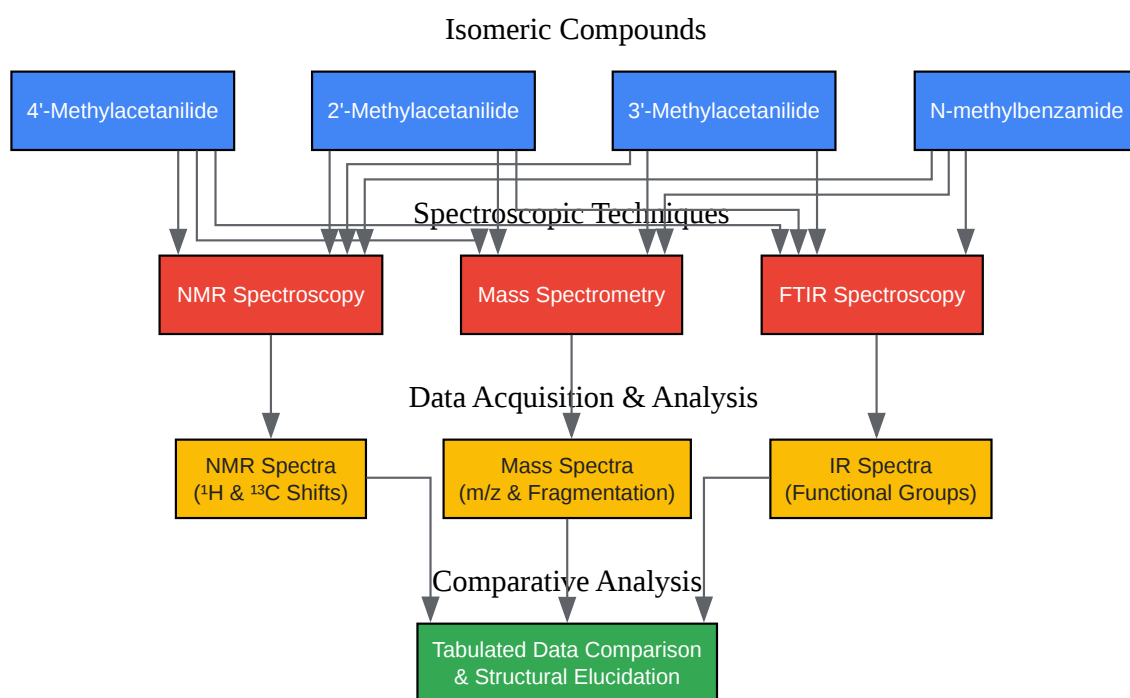 Isomeric Compounds
4'-Methylacetanilide
2'-Methylacetanilide
3'-Methylacetanilide
N-methylbenzamide
Spectroscopic Techniques
NMR Spectroscopy
Mass Spectrometry
FTIR Spectroscopy
Data Acquisition & Analysis
NMR Spectra
(¹H & ¹³C Shifts)
Mass Spectra
(m/z & Fragmentation)
IR Spectra
(Functional Groups)
Comparative Analysis
Tabulated Data Comparison
& Structural Elucidation